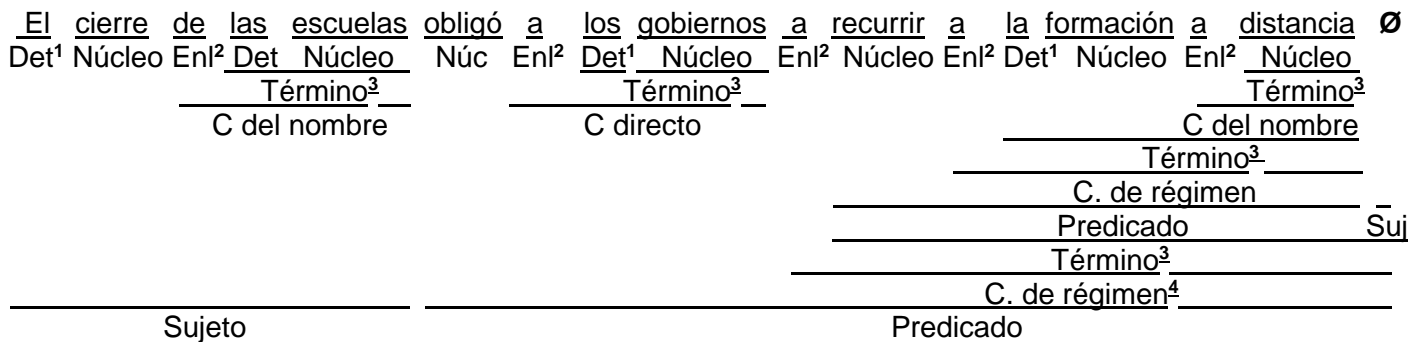 El cierre de las escuelas obligó a los gobiernos a recurrir a la formación a distancia Ø
Det¹ Núcleo Enl² Det Núcleo Núc Enl² Det¹ Núcleo Enl² Núcleo Enl² Det¹ Núcleo Enl² Núcleo
Término³ Término³ Término³
C del nombre C directo C del nombre
Término³
C. de régimen
Predicado Suj
Término³
C. de régimen⁴
Sujeto Predicado